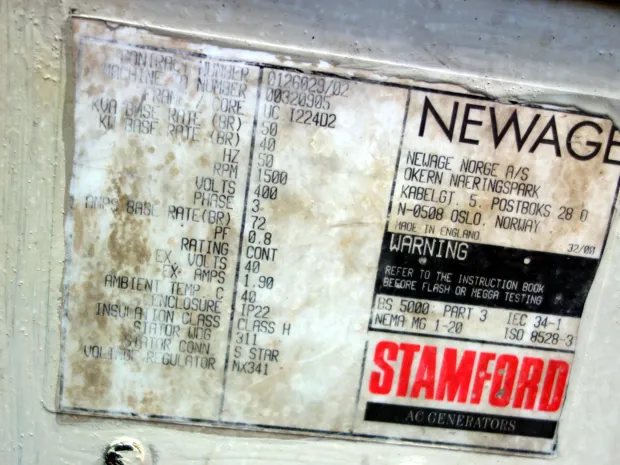 CONTRACT NUMBER 0126029/02
MACHINE ID NUMBER 00320905
FRAME/CORE UC I224D2
KVA BASE RATE (BR) 50
KW BASE RATE (BR) 40
HZ 50
RPM 1500
VOLTS 400
PHASE 3
AMPS BASE RATE(BR) 72
PF 0.8
RATING CONT
EX. VOLTS 40
EX. AMPS 1.90
AMBIENT TEMP C 40
ENCLOSURE IP22
INSULATION CLASS CLASS H
STATOR WDG 311
STATOR CONN S STAR
VOLTAGE REGULATOR MX341
NEWAGE
NEWAGE NORGE A/S
OKERN NAERINGSPARK
KABELGT. 5. POSTBOKS 28 O
N-0508 OSLO. NORWAY
MADE IN ENGLAND 32/00
WARNING
REFER TO THE INSTRUCTION BOOK
BEFORE FLASH OR MEGGA TESTING
BS 5000 PART 3 IEC 34-1
NEMA MG 1-20 ISO 8528-3
STAMFORD
AC GENERATORS